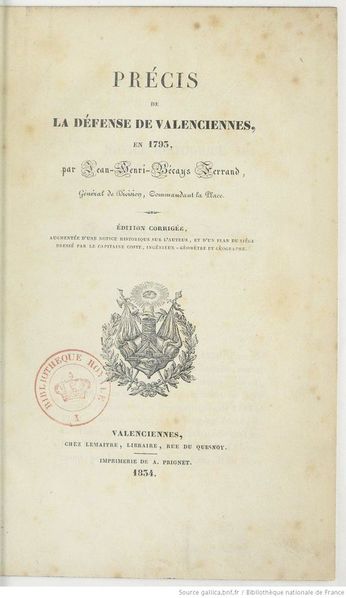 PRÉCIS
DE
LA DÉFENSE DE VALENCIENNES,
EN 1793,
par Jean-Henri-Bécays Ferrand,
Général de Division, Commandant la Place.
ÉDITION CORRIGÉE,
AUGMENTÉE D'UNE NOTICE HISTORIQUE SUR L'AUTEUR, ET D'UN PLAN DU SIÉGE
DRESSÉ PAR LE CAPITAINE COSTE, INGÉNIEUR-GÉOMÈTRE ET GÉOGRAPHE.
BIBLIOTHEQUE ROYALE
VALENCIENNES,
CHEZ LEMAITRE, LIBRAIRE, RUE DU QUESNOY.
IMPRIMERIE DE A. PRIGNET.
1834.
Source gallica.bnf.fr / Bibliothèque nationale de France